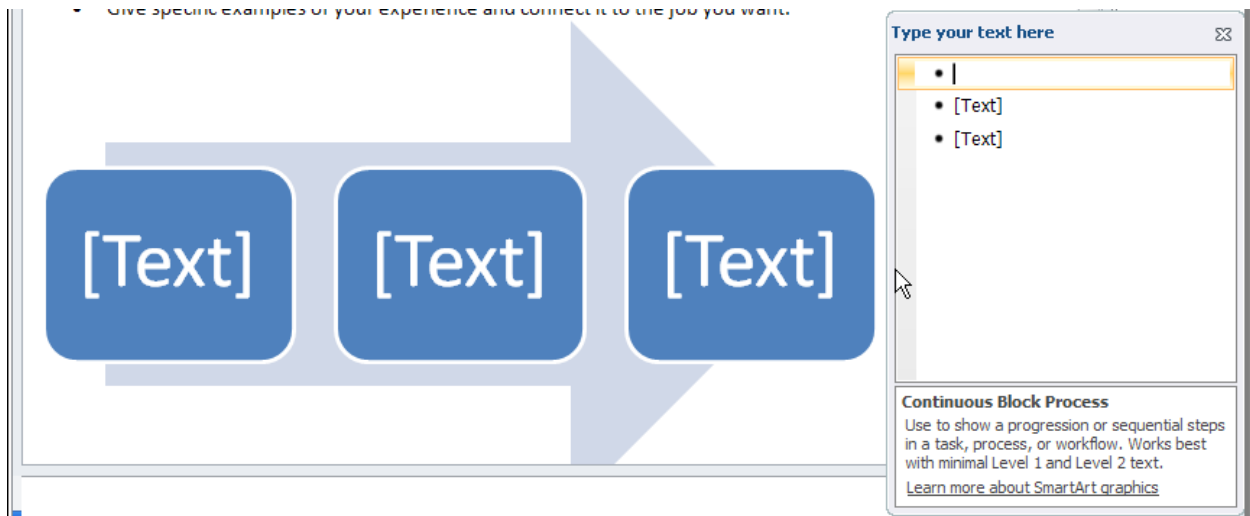 Give specific examples of your experience and connect it to the job you want.
[Text] [Text] [Text]
Type your text here
[Text]
[Text]
Continuous Block Process
Use to show a progression or sequential steps
in a task, process, or workflow. Works best
with minimal Level 1 and Level 2 text.
Learn more about SmartArt graphics